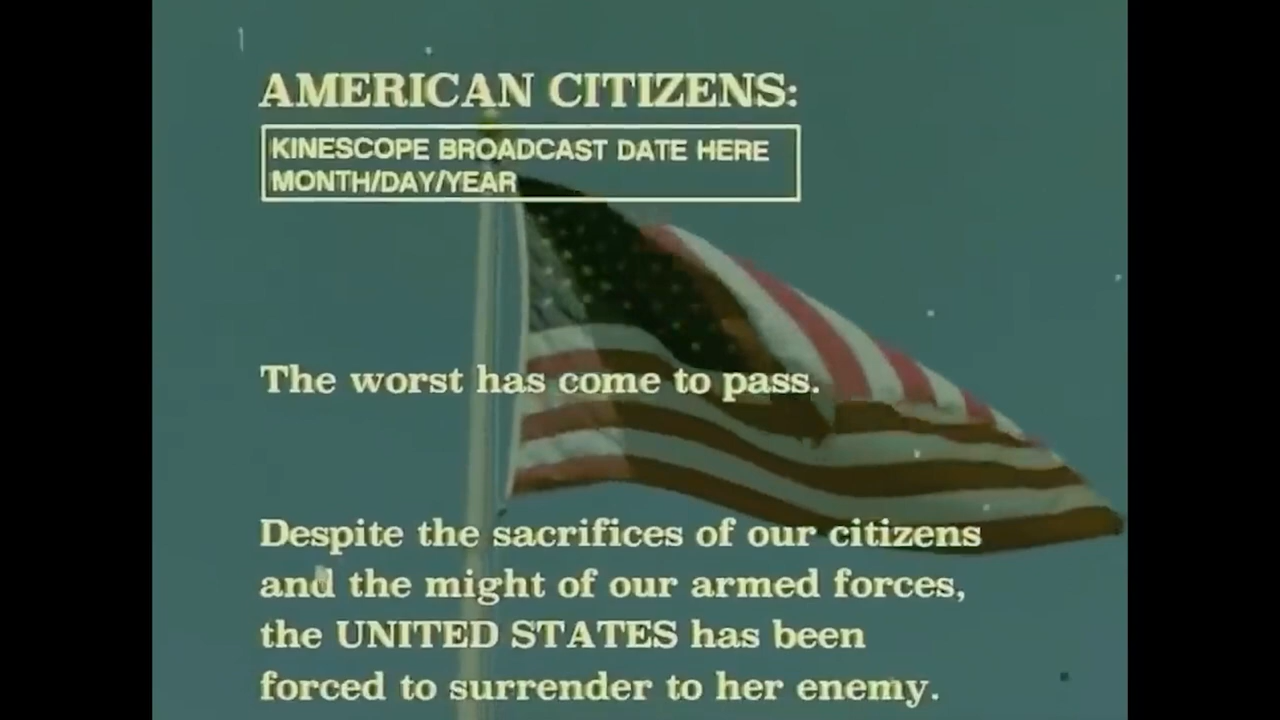 AMERICAN CITIZENS:
KINESCOPE BROADCAST DATE HERE
MONTH/DAY/YEAR
The worst has come to pass.
Despite the sacrifices of our citizens
and the might of our armed forces,
the UNITED STATES has been
forced to surrender to her enemy.